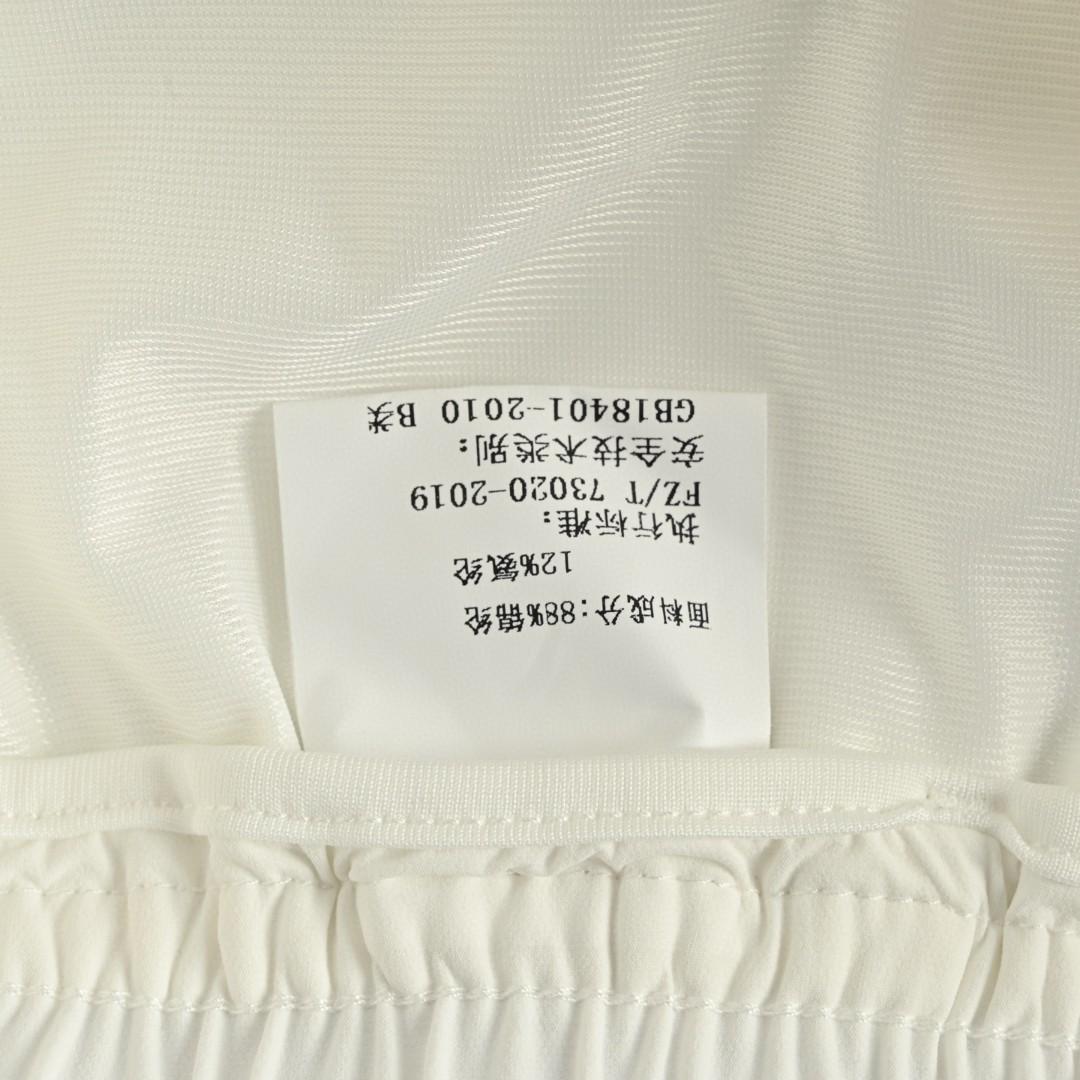 面料成分:88%锦纶
12%氨纶
执行标准:
FZ/T 73020-2019
安全技术类别:
GB18401-2010 B类